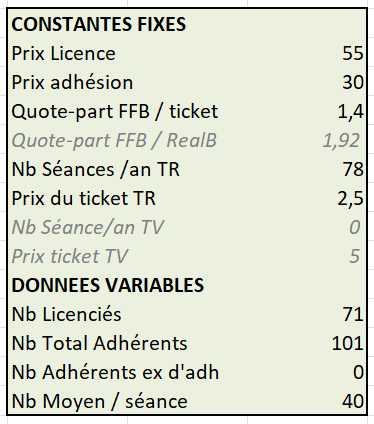 CONSTANTES FIXES
Prix Licence 55
Prix adhésion 30
Quote-part FFB / ticket 1,4
Quote-part FFB / RealB 1,92
Nb Séances /an TR 78
Prix du ticket TR 2,5
Nb Séance/an TV 0
Prix ticket TV 5
DONNEES VARIABLES
Nb Licenciés 71
Nb Total Adhérents 101
Nb Adhérents ex d'adh 0
Nb Moyen / séance 40